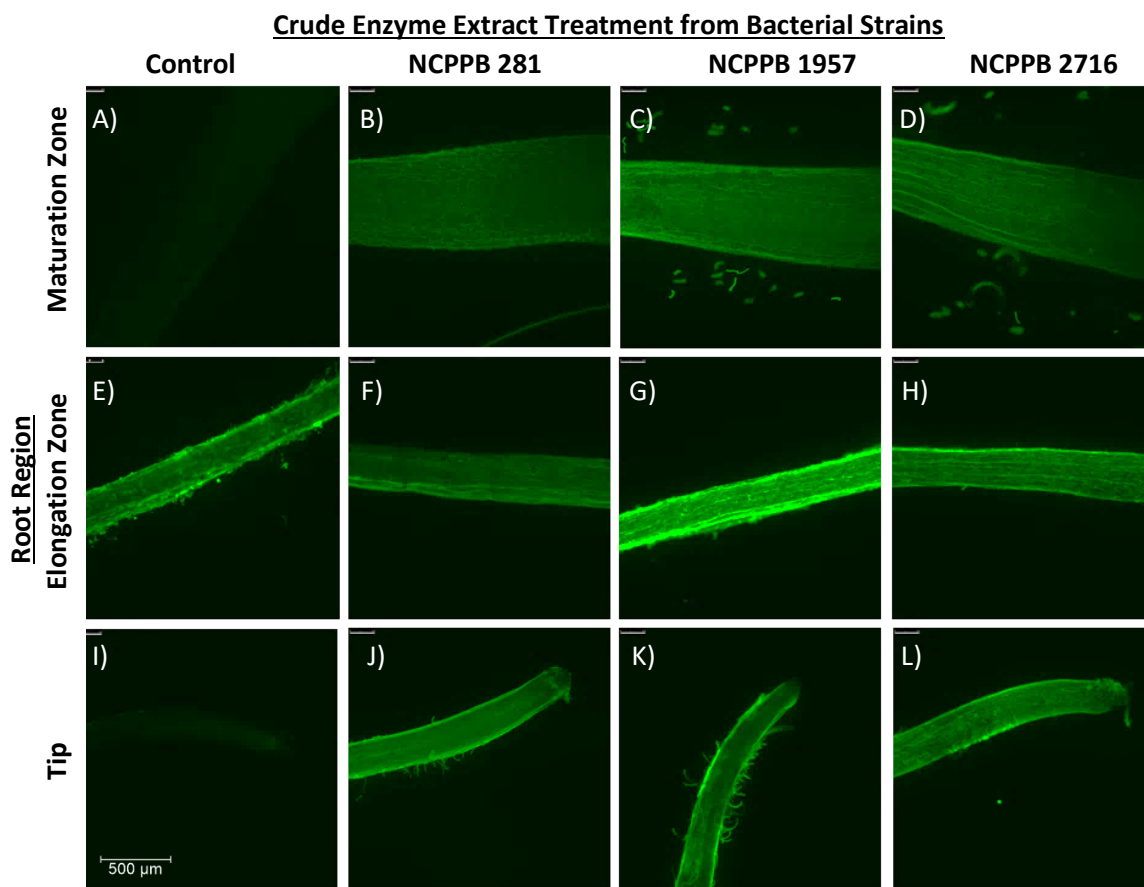 Crude Enzyme Extract Treatment from Bacterial Strains
Control NCPPB 281 NCPPB 1957 NCPPB 2716
Root Region
Maturation Zone
A) B) C) D)
Elongation Zone
E) F) G) H)
Tip
I) J) K) L)
500 µm